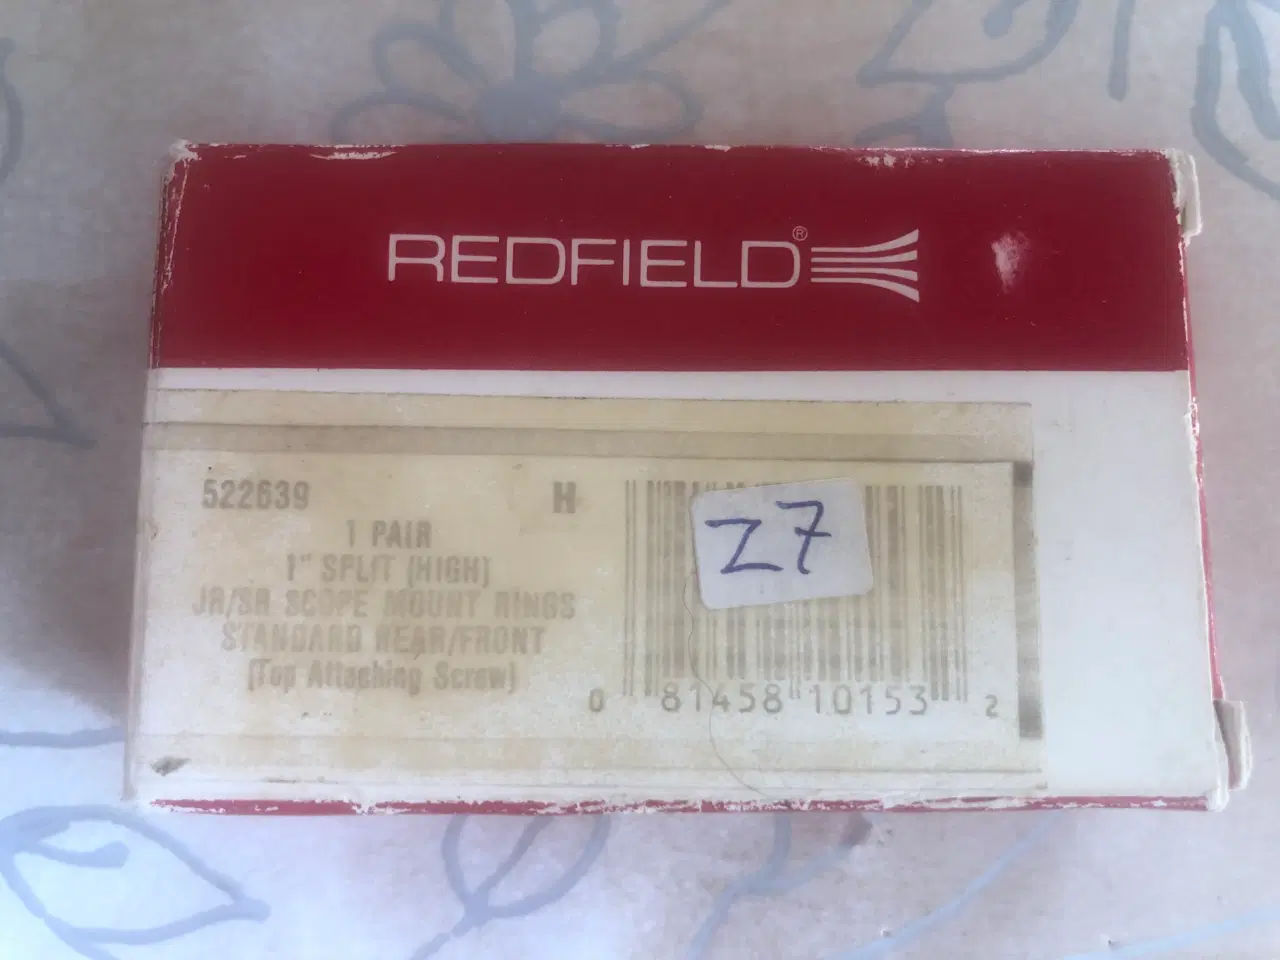 REDFIELD®
522639 H
1 PAIR
1" SPLIT (HIGH)
JR/SR SCOPE MOUNT RINGS
STANDARD REAR/FRONT
(Top Attaching Screw)
Z7
0 81458 10153 2